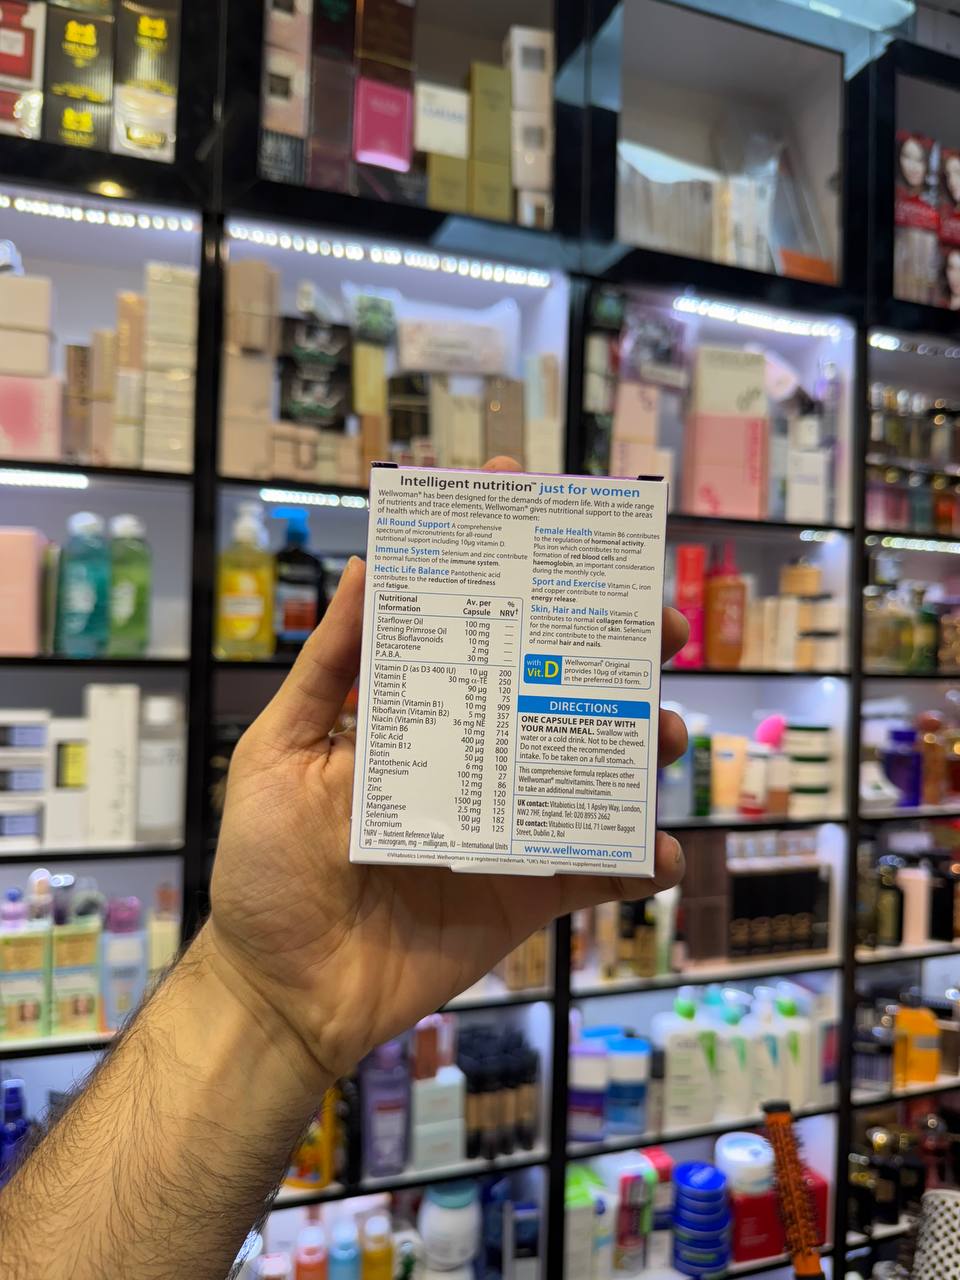 Intelligent nutrition™ just for women
Wellwoman® has been designed for the demands of modern life. With a wide range
of nutrients and trace elements, Wellwoman® gives nutritional support to the areas
of health which are of most relevance to women:
All Round Support A comprehensive
spectrum of micronutrients for all-round
nutritional support including 10µg vitamin D.
Immune System Selenium and zinc contribute
to normal function of the immune system.
Hectic Life Balance Pantothenic acid
contributes to the reduction of tiredness
and fatigue.
Female Health Vitamin B6 contributes
to the regulation of hormonal activity.
Plus iron which contributes to normal
formation of red blood cells and
haemoglobin, an important consideration
during the monthly cycle.
Sport and Exercise Vitamin C, iron
and copper contribute to normal
energy release.
Skin, Hair and Nails Vitamin C
contributes to normal collagen formation
for the normal function of skin. Selenium
and zinc contribute to the maintenance
of normal hair and nails.
Nutritional Information Av. per Capsule % NRV†
Starflower Oil 100 mg —
Evening Primrose Oil 100 mg —
Citrus Bioflavonoids 10 mg —
Betacarotene 2 mg —
P.A.B.A. 30 mg —
Vitamin D (as D3 400 IU) 10 µg 200
Vitamin E 30 mg α-TE 250
Vitamin K 90 µg 120
Vitamin C 60 mg 75
Thiamin (Vitamin B1) 10 mg 909
Riboflavin (Vitamin B2) 5 mg 357
Niacin (Vitamin B3) 36 mg NE 225
Vitamin B6 10 mg 714
Folic Acid 400 µg 200
Vitamin B12 20 µg 800
Biotin 50 µg 100
Pantothenic Acid 6 mg 100
Magnesium 100 mg 27
Iron 12 mg 86
Zinc 12 mg 120
Copper 1500 µg 150
Manganese 2.5 mg 125
Selenium 100 µg 182
Chromium 50 µg 125
†NRV – Nutrient Reference Value
µg – microgram, mg – milligram, IU – International Units
with Vit.D
Wellwoman® Original
provides 10µg of vitamin D
in the preferred D3 form.
DIRECTIONS
ONE CAPSULE PER DAY WITH
YOUR MAIN MEAL. Swallow with
water or a cold drink. Not to be chewed.
Do not exceed the recommended
intake. To be taken on a full stomach.
This comprehensive formula replaces other
Wellwoman® multivitamins. There is no need
to take an additional multivitamin.
UK contact: Vitabiotics Ltd, 1 Apsley Way, London,
NW2 7HF, England. Tel: 020 8955 2662
EU contact: Vitabiotics EU Ltd, 71 Lower Baggot
Street, Dublin 2, RoI
www.wellwoman.com
©Vitabiotics Limited. Wellwoman is a registered trademark. *UK's No1 women's supplement brand.